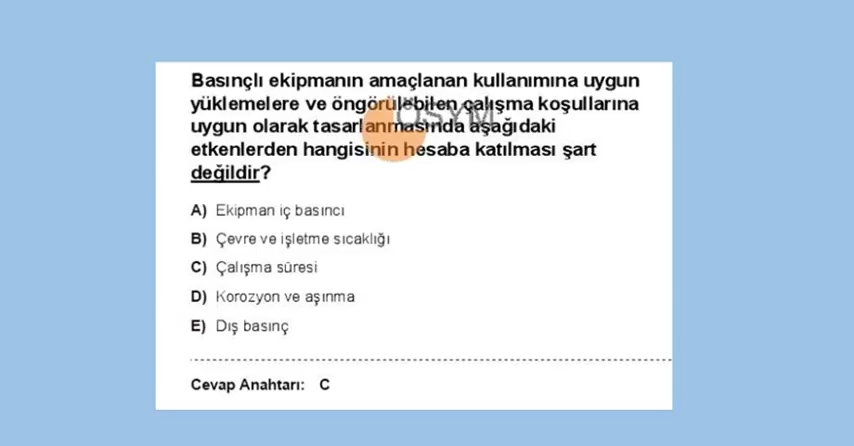 Basınçlı ekipmanın amaçlanan kullanımına uygun
yüklemelere ve öngörülebilen çalışma koşullarına
uygun olarak tasarlanmasında aşağıdaki
etkenlerden hangisinin hesaba katılması şart
değildir?
ÖSYM
A) Ekipman iç basıncı
B) Çevre ve işletme sıcaklığı
C) Çalışma süresi
D) Korozyon ve aşınma
E) Dış basınç
Cevap Anahtarı: C